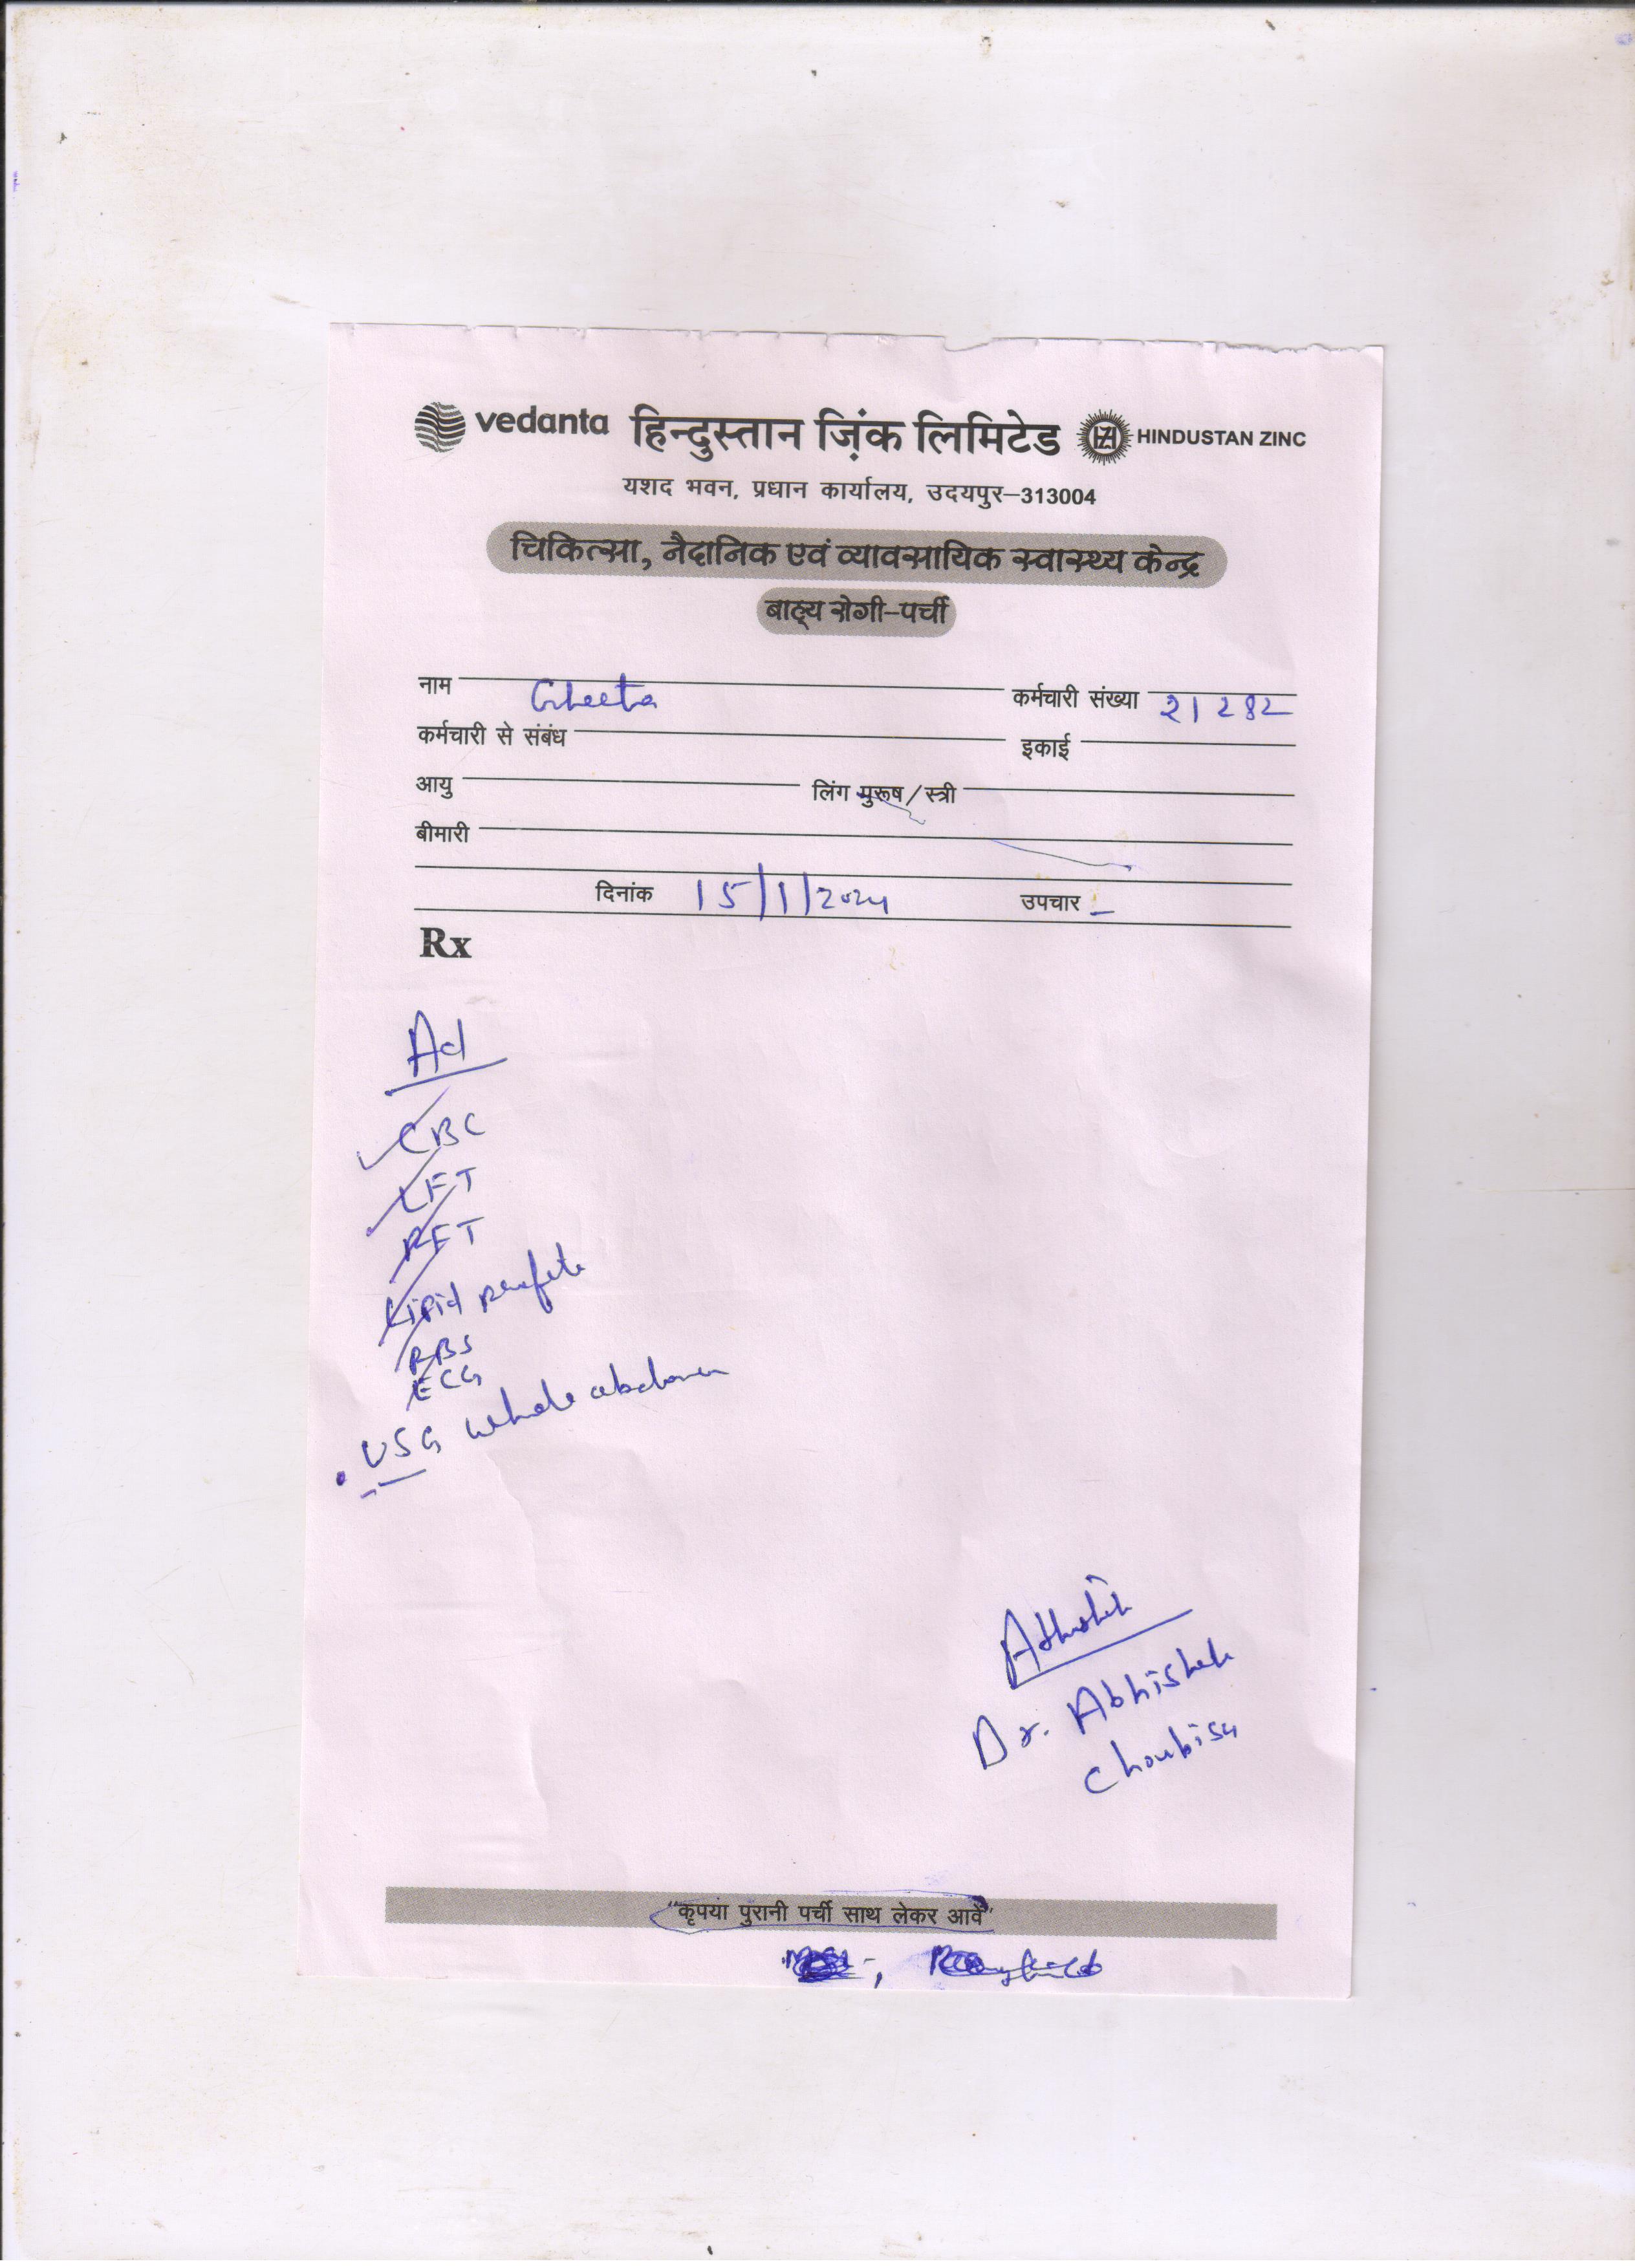 vedanta हिन्दुस्तान ज़िंक लिमिटेड HINDUSTAN ZINC
यशद भवन, प्रधान कार्यालय, उदयपुर–313004
चिकित्सा, नैदानिक एवं व्यावसायिक स्वास्थ्य केन्द्र
बाह्य रोगी–पर्ची
नाम Gheeta कर्मचारी संख्या 21282
कर्मचारी से संबंध इकाई
आयु लिंग पुरूष/स्त्री
बीमारी
दिनांक 15/1/2024 उपचार
Rx
Ad
CBC
LFT
RFT
Lipid profile
RBS
ECG
USG whole abdomen
Abhishek
Dr. Abhishek
Choubisa
"कृपया पुरानी पर्ची साथ लेकर आवें"